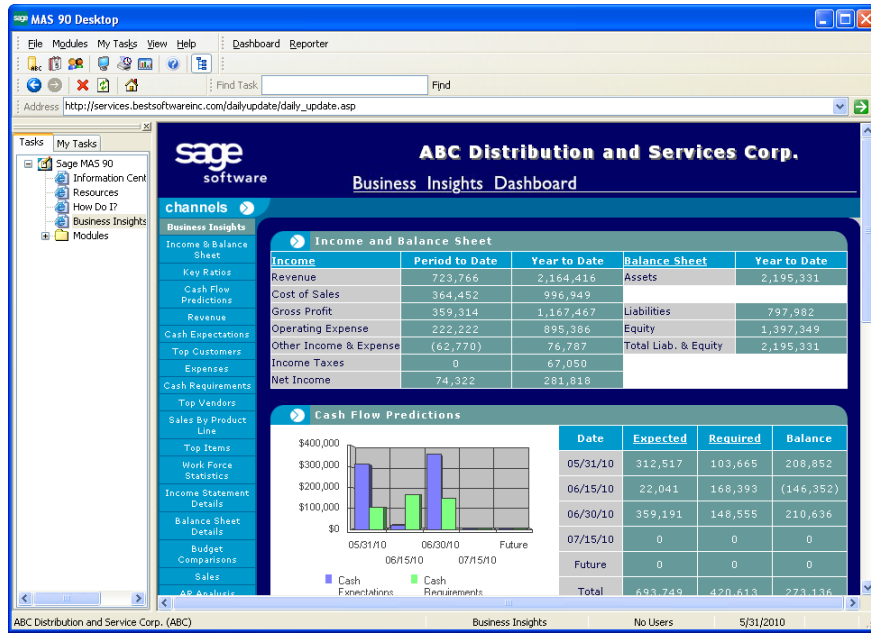 sage MAS 90 Desktop
File Modules My Tasks View Help Dashboard Reporter
Find Task Find
Address http://services.bestsoftwareinc.com/dailyupdate/daily_update.asp
Tasks My Tasks
Sage MAS 90
Information Cent
Resources
How Do I?
Business Insights
Modules
sage
software
ABC Distribution and Services Corp.
Business Insights Dashboard
channels
Business Insights
Income & Balance
Sheet
Key Ratios
Cash Flow
Predictions
Revenue
Cash Expectations
Top Customers
Expenses
Cash Requirements
Top Vendors
Sales By Product
Line
Top Items
Work Force
Statistics
Income Statement
Details
Balance Sheet
Details
Budget
Comparisons
Sales
AR Analysis
Income and Balance Sheet
Income Period to Date Year to Date Balance Sheet Year to Date
Revenue 723,766 2,164,416 Assets 2,195,331
Cost of Sales 364,452 996,949
Gross Profit 359,314 1,167,467 Liabilities 797,982
Operating Expense 222,222 895,386 Equity 1,397,349
Other Income & Expense (62,770) 76,787 Total Liab. & Equity 2,195,331
Income Taxes 0 67,050
Net Income 74,322 281,818
Cash Flow Predictions
$400,000
$300,000
$200,000
$100,000
$0
05/31/10 06/30/10 Future
06/15/10 07/15/10
Cash Cash
Expectations Requirements
Date Expected Required Balance
05/31/10 312,517 103,665 208,852
06/15/10 22,041 168,393 (146,352)
06/30/10 359,191 148,555 210,636
07/15/10 0 0 0
Future 0 0 0
Total 693,749 420,613 273,136
ABC Distribution and Service Corp. (ABC) Business Insights No Users 5/31/2010